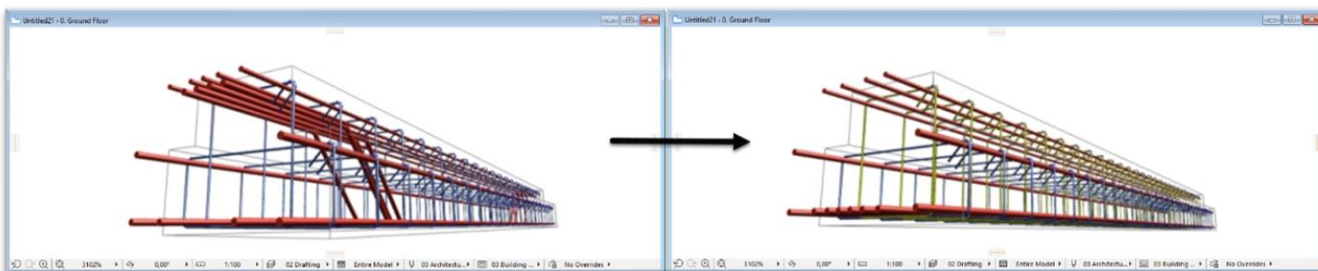 Untitled21 - 0. Ground Floor
Untitled21 - 0. Ground Floor
3102% 0,00° 1:100 02 Drafting Entire Model 03 Architectu... 03 Building ... No Overrides
3102% 0,00° 1:100 02 Drafting Entire Model 03 Architectu... 03 Building ... No Overrides